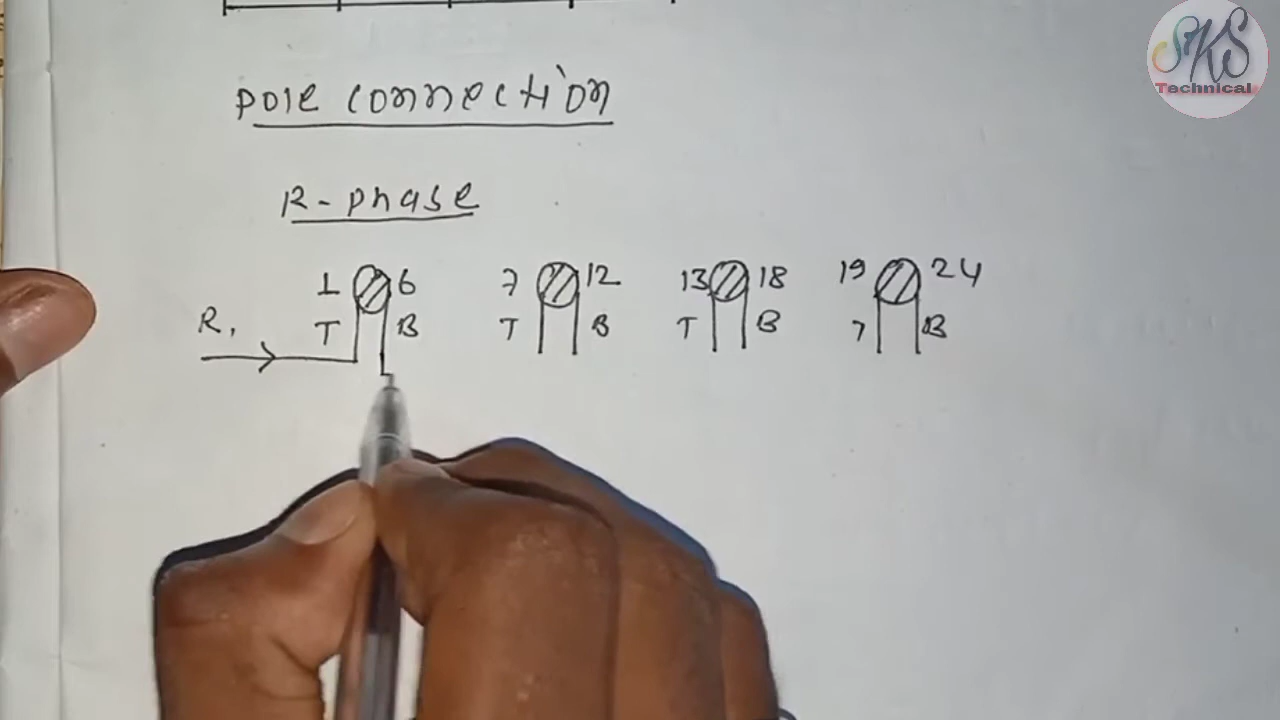 SKS
Technical
Pole connection
R-phase
1 6 7 12 13 18 19 24
R, T B T B T B T B